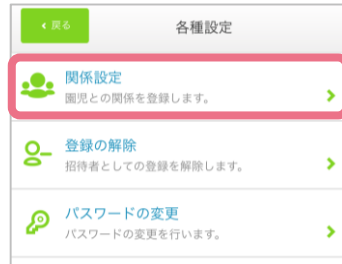 戻る
各種設定
関係設定
園児との関係を登録します。
登録の解除
招待者としての登録を解除します。
パスワードの変更
パスワードの変更を行います。